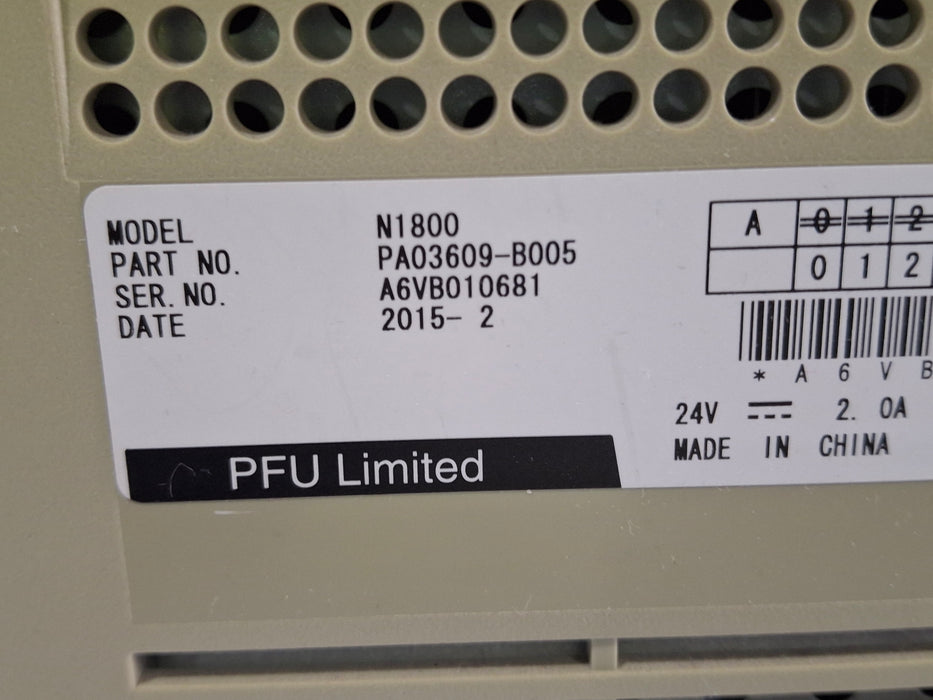 MODEL N1800
PART NO. PA03609-B005
SER. NO. A6VB010681
DATE 2015- 2
A 0 1 2
0 1 2
* A 6 V B
24V ⎓ 2. 0A
MADE IN CHINA
PFU Limited